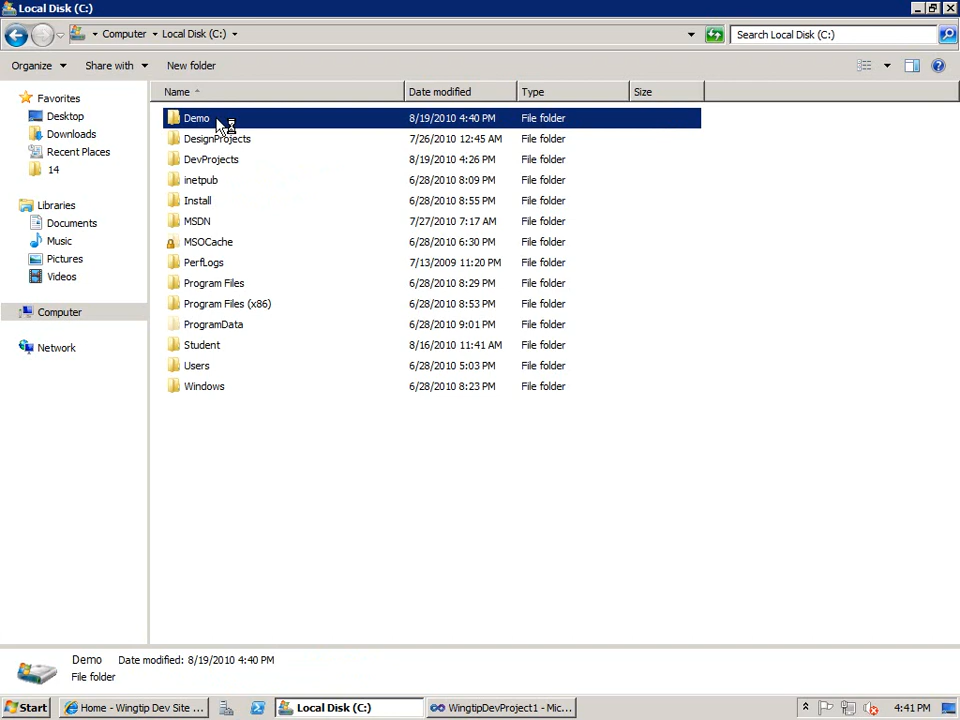 Local Disk (C:)
Computer Local Disk (C:) Search Local Disk (C:)
Organize Share with New folder
Name Date modified Type Size
Favorites
Desktop
Downloads
Recent Places
14
Libraries
Documents
Music
Pictures
Videos
Computer
Network
Demo 8/19/2010 4:40 PM File folder
DesignProjects 7/26/2010 12:45 AM File folder
DevProjects 8/19/2010 4:26 PM File folder
inetpub 6/28/2010 8:09 PM File folder
Install 6/28/2010 8:55 PM File folder
MSDN 7/27/2010 7:17 AM File folder
MSOCache 6/28/2010 6:30 PM File folder
PerfLogs 7/13/2009 11:20 PM File folder
Program Files 6/28/2010 8:29 PM File folder
Program Files (x86) 6/28/2010 8:53 PM File folder
ProgramData 6/28/2010 9:01 PM File folder
Student 8/16/2010 11:41 AM File folder
Users 6/28/2010 5:03 PM File folder
Windows 6/28/2010 8:23 PM File folder
Demo Date modified: 8/19/2010 4:40 PM
File folder
Start Home - Wingtip Dev Site ... Local Disk (C:) WingtipDevProject1 - Mic... 4:41 PM